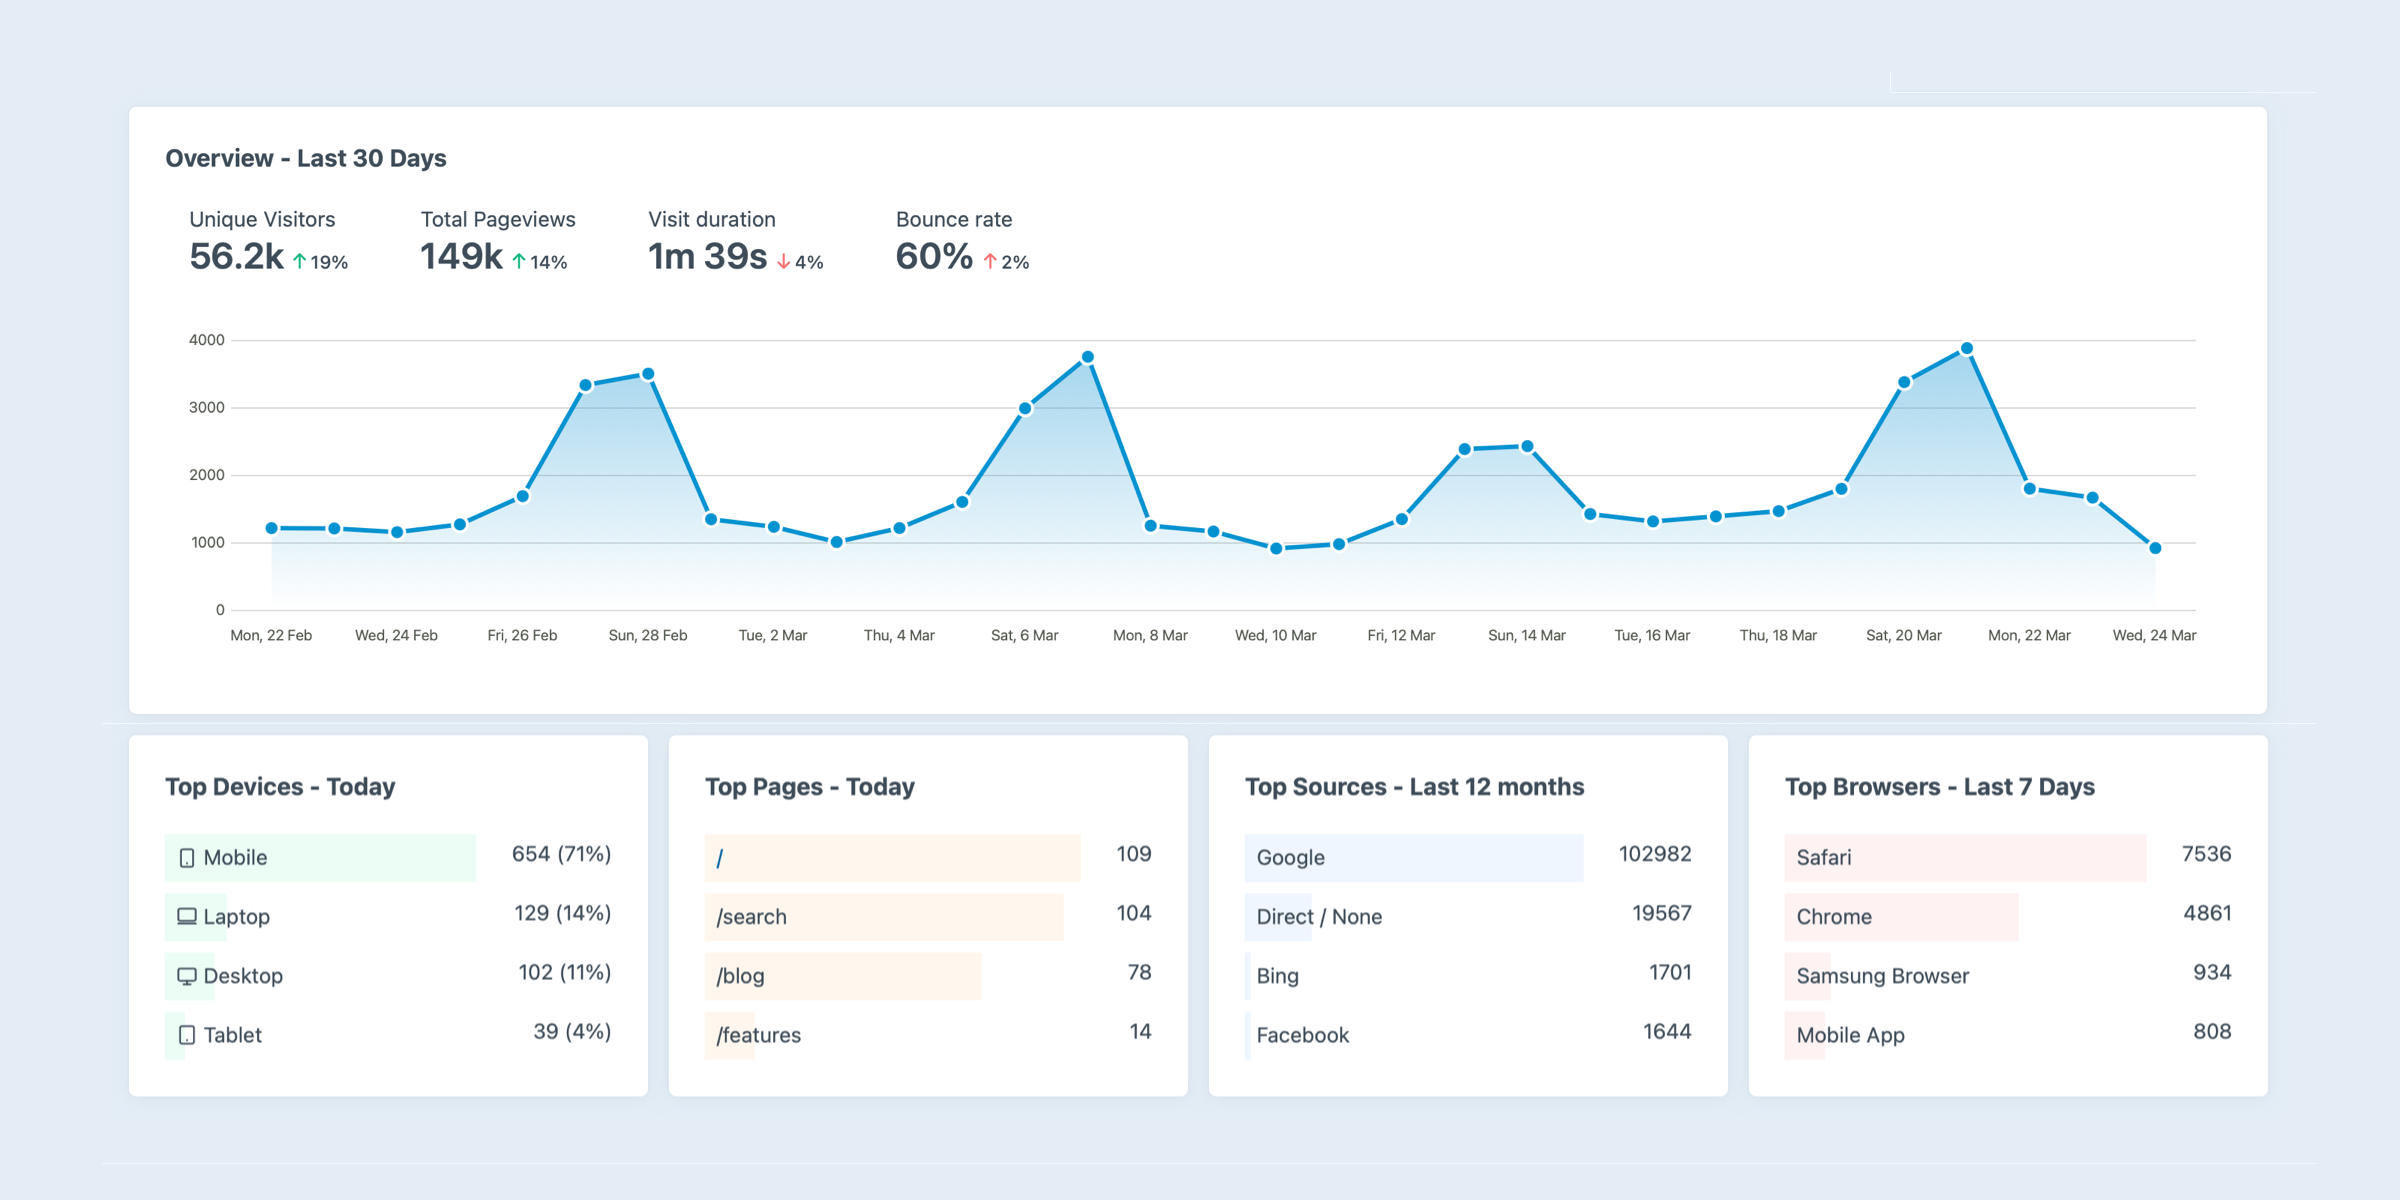 Overview - Last 30 Days
Unique Visitors Total Pageviews Visit duration Bounce rate
56.2k ↑ 19% 149k ↑ 14% 1m 39s ↓ 4% 60% ↑ 2%
4000
3000
2000
1000
0
Mon, 22 Feb Wed, 24 Feb Fri, 26 Feb Sun, 28 Feb Tue, 2 Mar Thu, 4 Mar Sat, 6 Mar Mon, 8 Mar Wed, 10 Mar Fri, 12 Mar Sun, 14 Mar Tue, 16 Mar Thu, 18 Mar Sat, 20 Mar Mon, 22 Mar Wed, 24 Mar
Top Devices - Today
Mobile 654 (71%)
Laptop 129 (14%)
Desktop 102 (11%)
Tablet 39 (4%)
Top Pages - Today
/ 109
/search 104
/blog 78
/features 14
Top Sources - Last 12 months
Google 102982
Direct / None 19567
Bing 1701
Facebook 1644
Top Browsers - Last 7 Days
Safari 7536
Chrome 4861
Samsung Browser 934
Mobile App 808